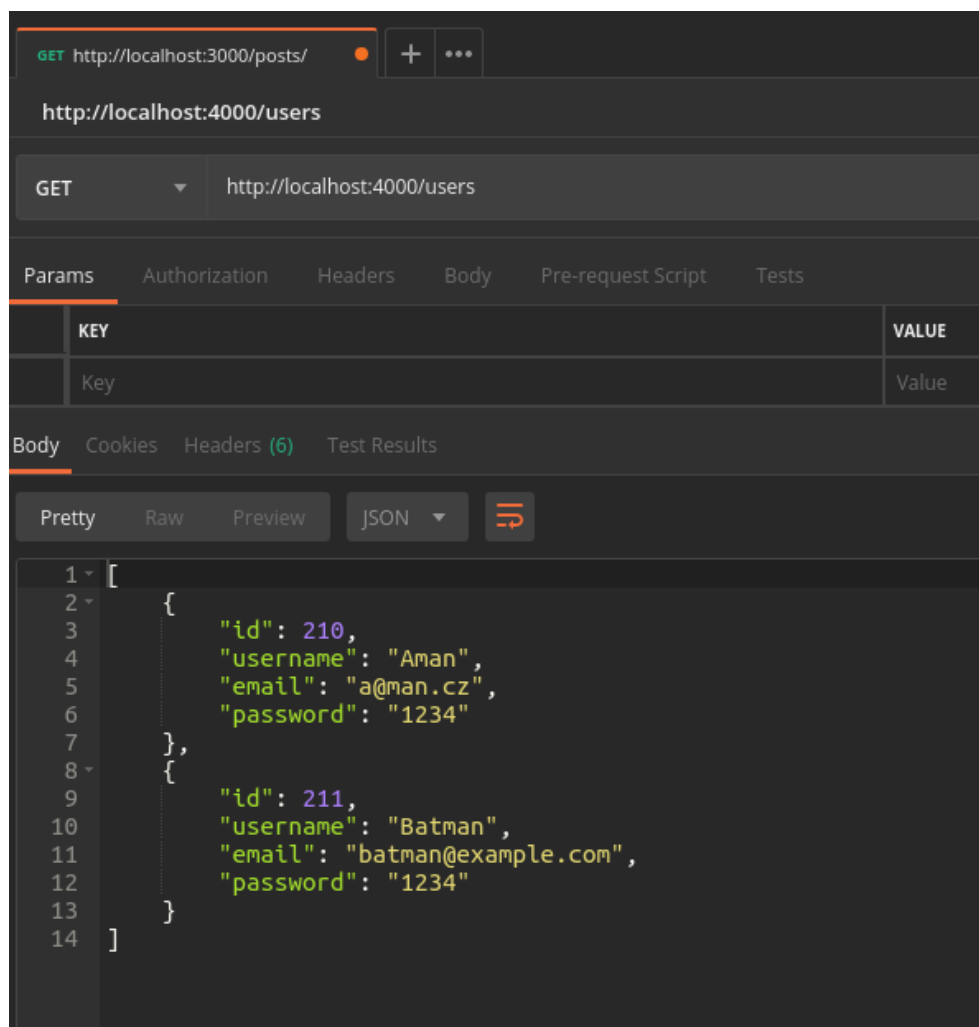 GET http://localhost:3000/posts/
http://localhost:4000/users
GET http://localhost:4000/users
Params Authorization Headers Body Pre-request Script Tests
KEY VALUE
Key Value
Body Cookies Headers (6) Test Results
Pretty Raw Preview JSON
1 [
2 {
3 "id": 210,
4 "username": "Aman",
5 "email": "a@man.cz",
6 "password": "1234"
7 },
8 {
9 "id": 211,
10 "username": "Batman",
11 "email": "batman@example.com",
12 "password": "1234"
13 }
14 ]